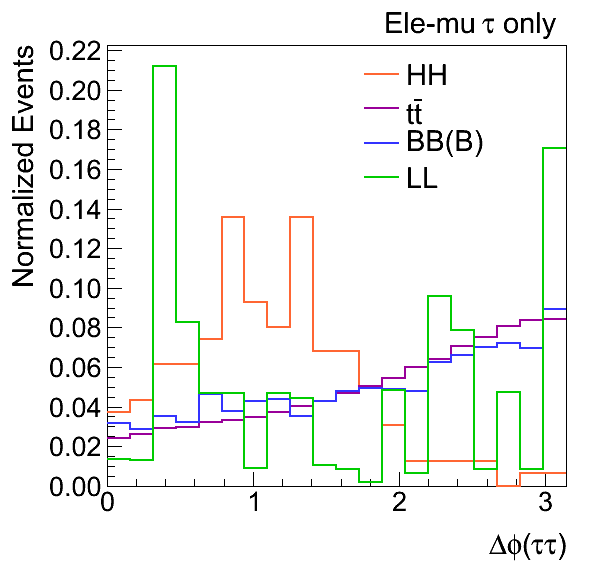 Ele-mu τ only
Normalized Events
0.22
0.20
0.18
0.16
0.14
0.12
0.10
0.08
0.06
0.04
0.02
0.00
HH
tt̄
BB(B)
LL
0 1 2 3
Δϕ(ττ)